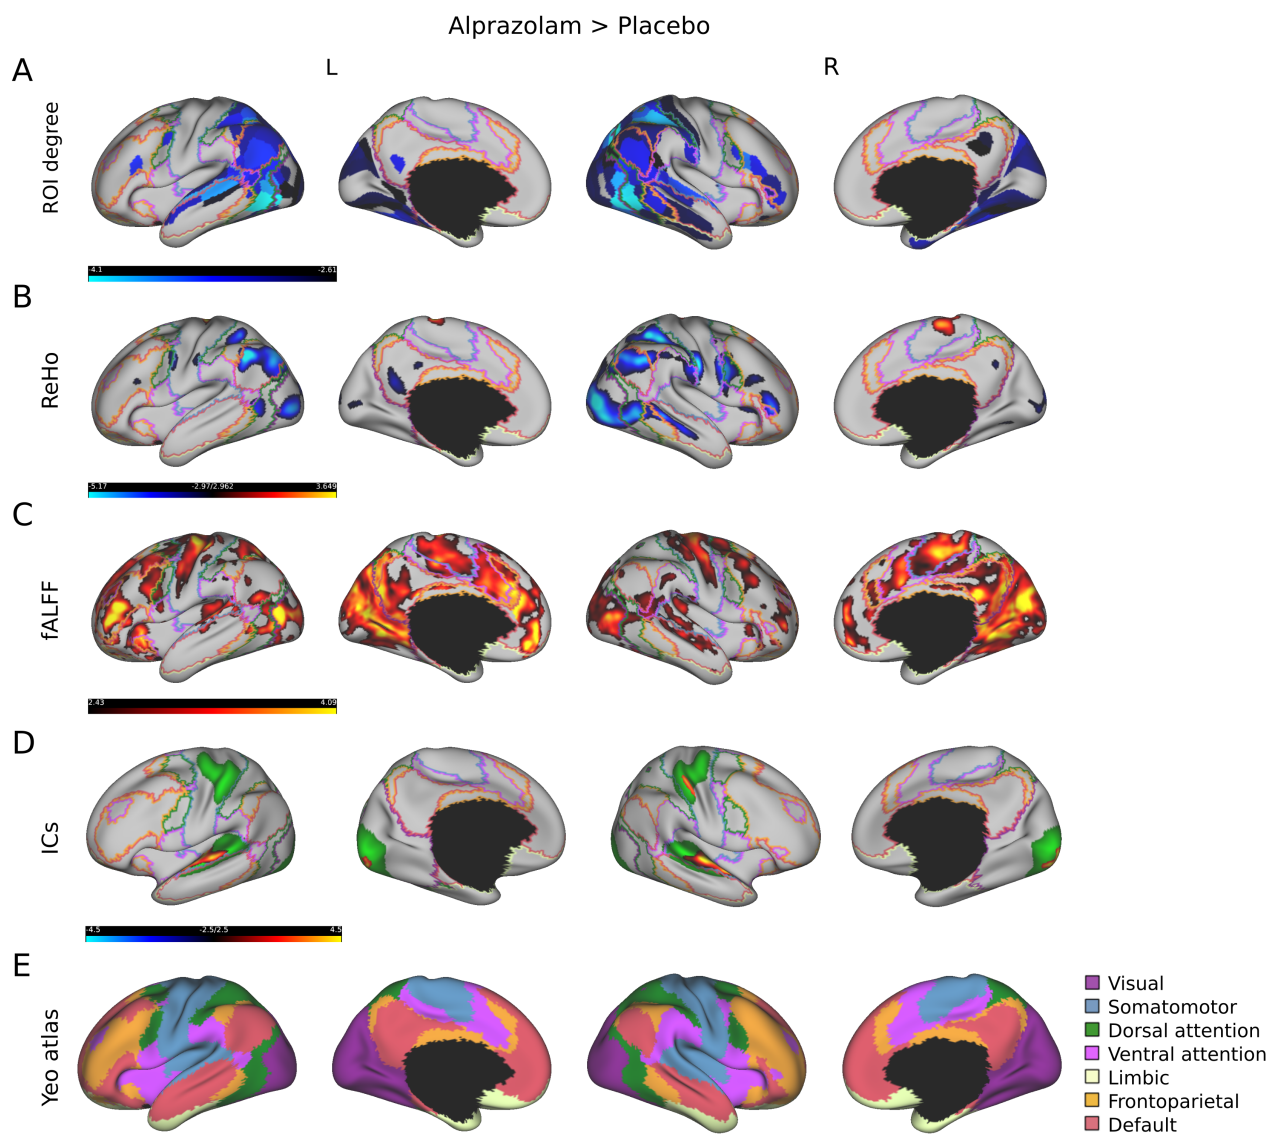 Alprazolam > Placebo
A
L
R
ROI degree
-4.1
-2.61
B
ReHo
-5.17
-2.97/2.962
3.649
C
fALFF
2.43
4.09
D
ICs
-4.5
-2.5/2.5
4.5
E
Yeo atlas
Visual
Somatomotor
Dorsal attention
Ventral attention
Limbic
Frontoparietal
Default